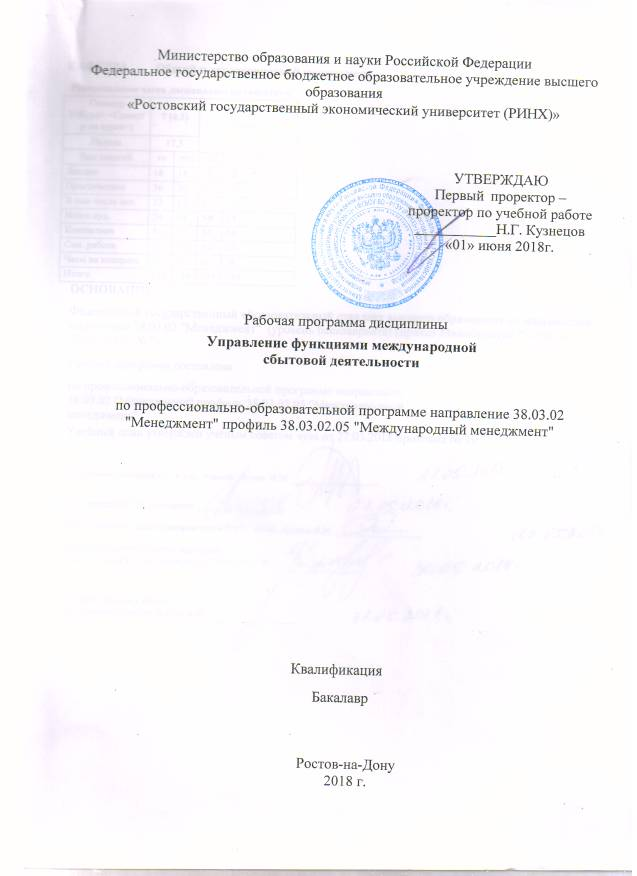 Министерство образования и науки Российской Федерации
Федеральное государственное бюджетное образовательное учреждение высшего
образования
«Ростовский государственный экономический университет (РИНХ)»
УТВЕРЖДАЮ
Первый проректор –
проректор по учебной работе
____________Н.Г. Кузнецов
«01» июня 2018г.
Рабочая программа дисциплины
Управление функциями международной
сбытовой деятельности
по профессионально-образовательной программе направление 38.03.02
"Менеджмент" профиль 38.03.02.05 "Международный менеджмент"
Квалификация
Бакалавр
Ростов-на-Дону
2018 г.